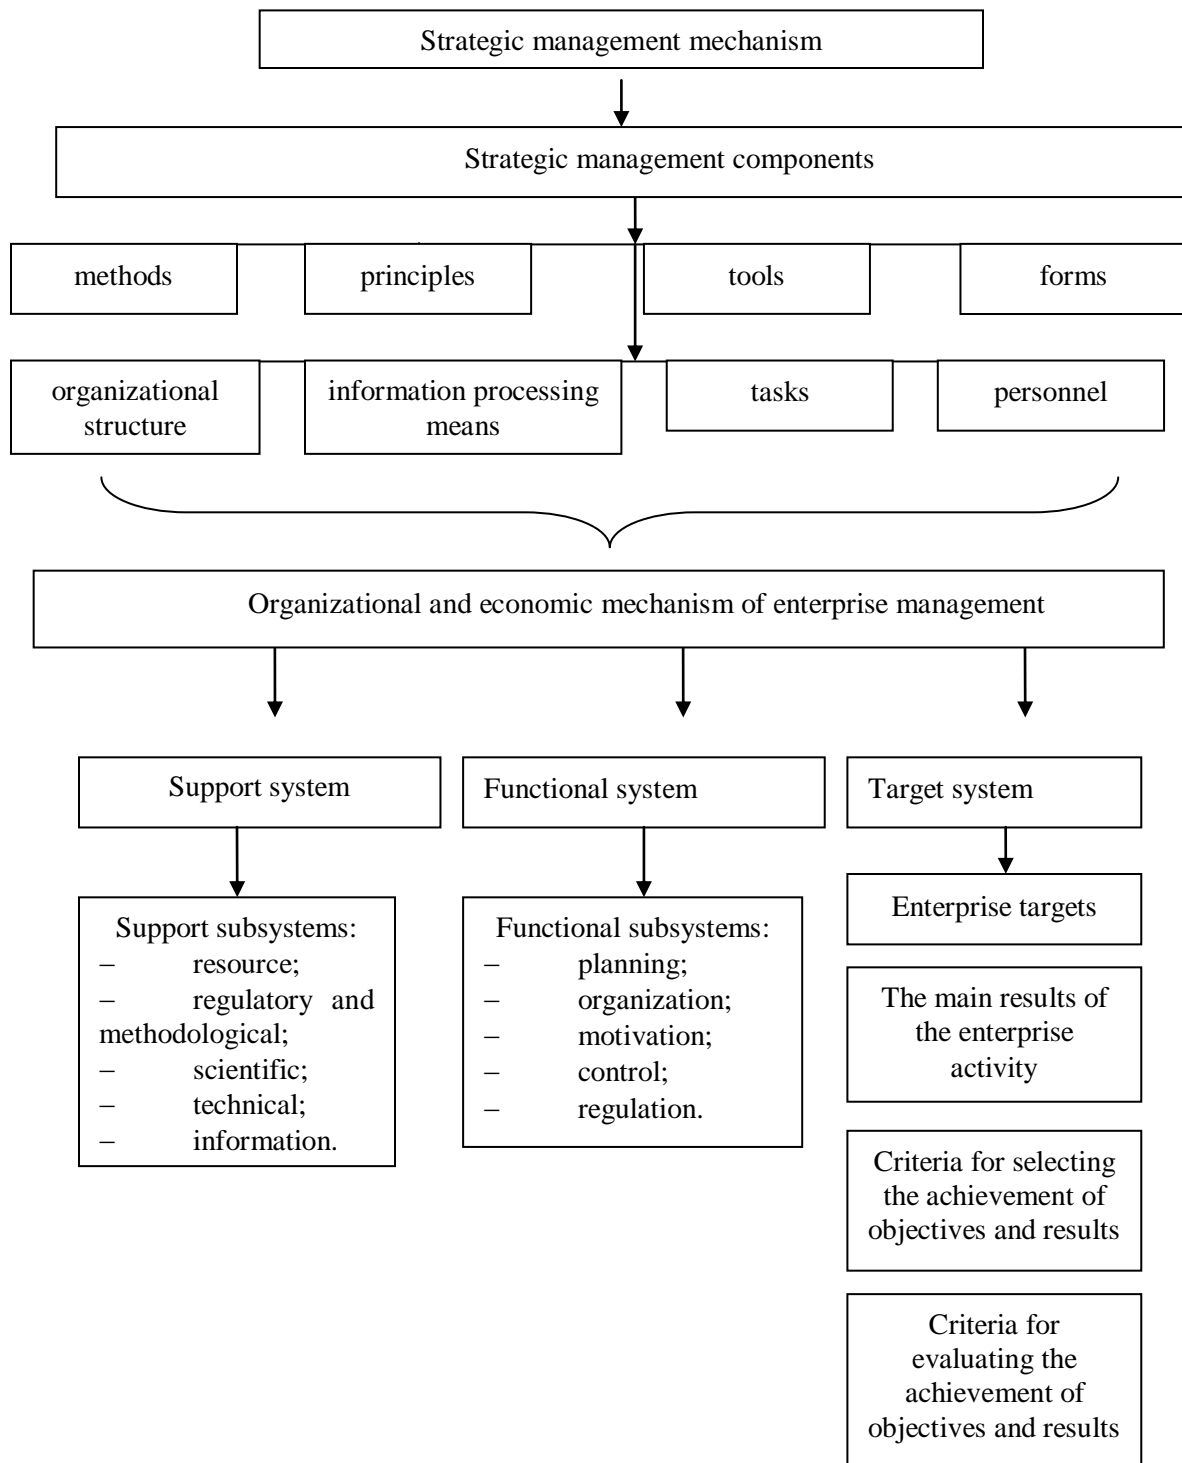 Strategic management mechanism
Strategic management components
methods
principles
tools
forms
organizational
structure
information processing
means
tasks
personnel
Organizational and economic mechanism of enterprise management
Support system
Functional system
Target system
Support subsystems:
– resource;
– regulatory and
methodological;
– scientific;
– technical;
– information.
Functional subsystems:
– planning;
– organization;
– motivation;
– control;
– regulation.
Enterprise targets
The main results of
the enterprise
activity
Criteria for selecting
the achievement of
objectives and results
Criteria for
evaluating the
achievement of
objectives and results